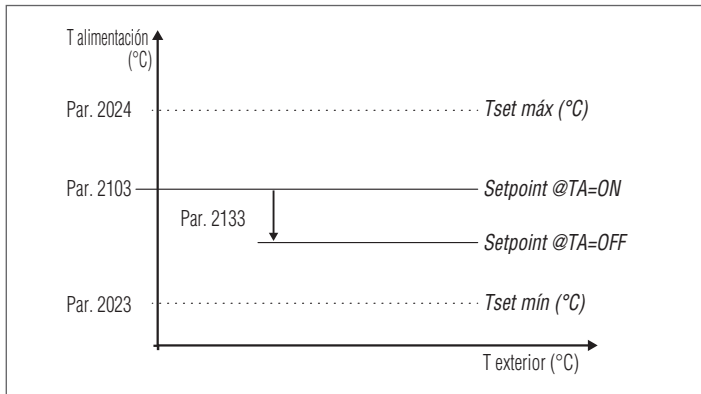 T alimentación
(°C)
Par. 2024
Tset máx (°C)
Par. 2103
Setpoint @TA=ON
Par. 2133
Setpoint @TA=OFF
Par. 2023
Tset mín (°C)
T exterior (°C)